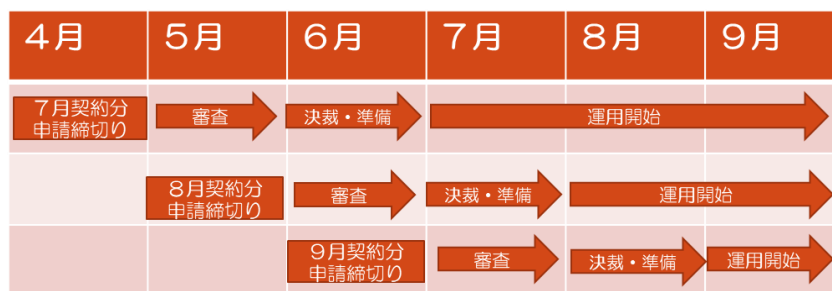 4月 5月 6月 7月 8月 9月
7月契約分
申請締切り
審査
決裁・準備
運用開始
8月契約分
申請締切り
審査
決裁・準備
運用開始
9月契約分
申請締切り
審査
決裁・準備
運用開始